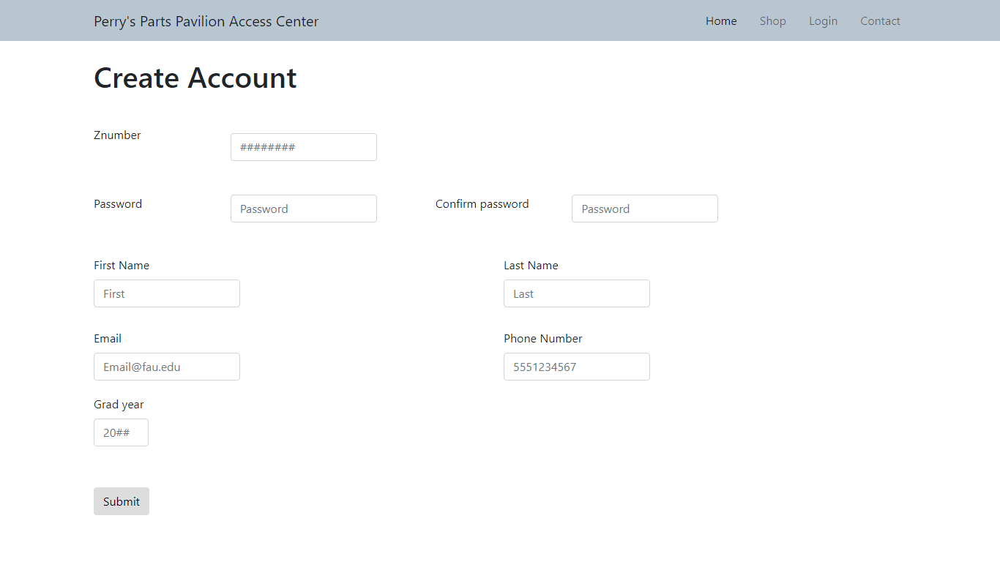 Perry's Parts Pavilion Access Center Home Shop Login Contact
Create Account
Znumber
########
Password Password Confirm password Password
First Name Last Name
First Last
Email Phone Number
Email@fau.edu 5551234567
Grad year
20##
Submit